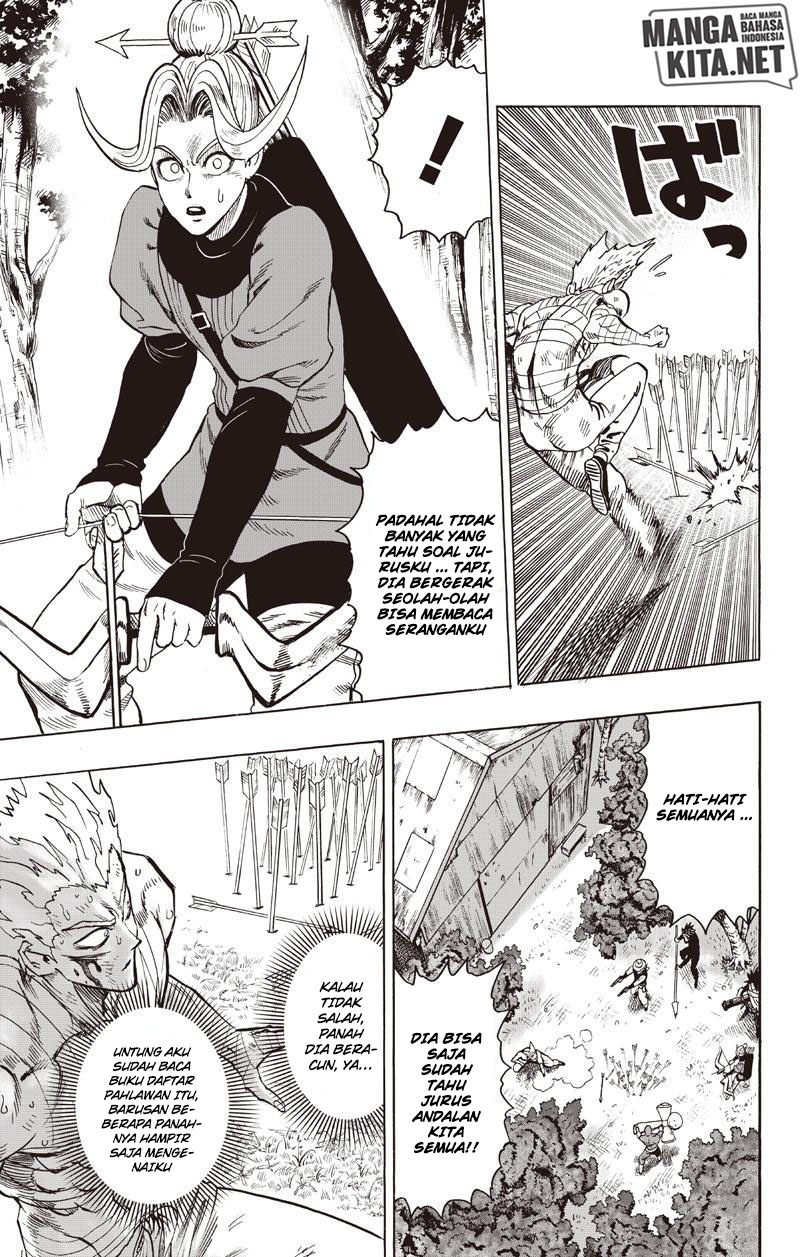 MANGA
KITA.NET
BACA MANGA
BAHASA
INDONESIA
ばっ
!
PADAHAL TIDAK
BANYAK YANG
TAHU SOAL JU-
RUSKU ... TAPI,
DIA BERGERAK
SEOLAH-OLAH
BISA MEMBACA
SERANGANKU
HATI-HATI
SEMUANYA ...
DIA BISA
SAJA
SUDAH
TAHU
JURUS
ANDALAN
KITA
SEMUA!!
KALAU
TIDAK
SALAH,
PANAH
DIA BERA-
CUN, YA...
UNTUNG AKU
SUDAH BACA
BUKU DAFTAR
PAHLAWAN ITU,
BARUSAN BE-
BERAPA PANAH-
NYA HAMPIR
SAJA MENGE-
NAIKU